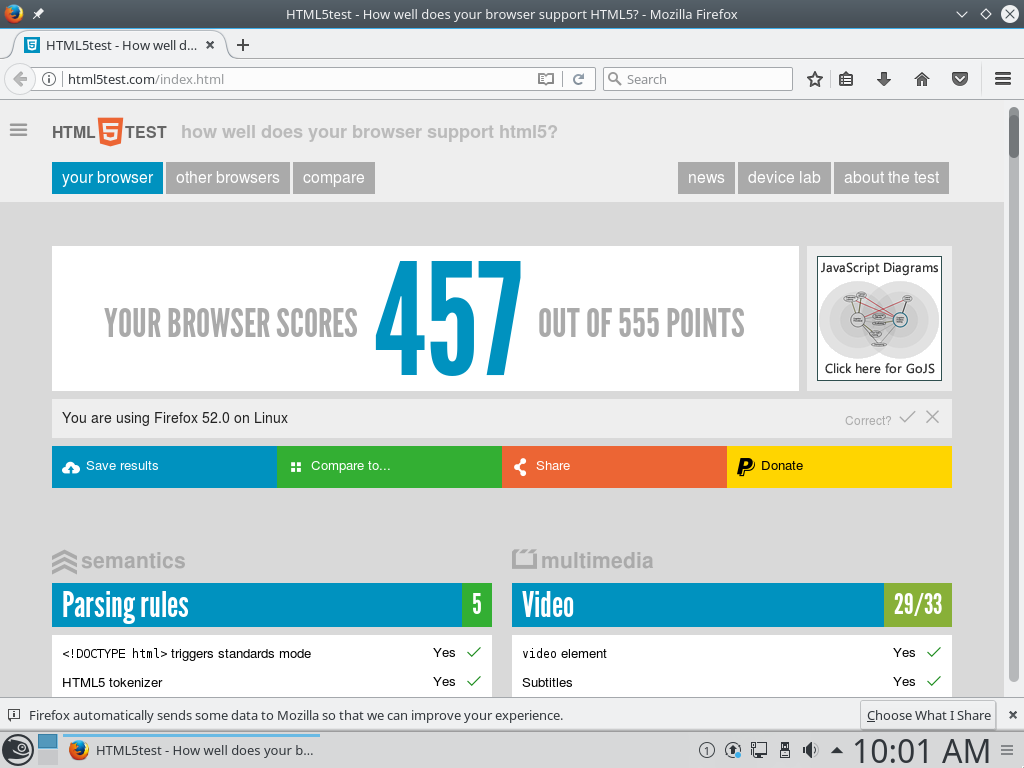 HTML5test - How well does your browser support HTML5? - Mozilla Firefox
HTML5test - How well d...
html5test.com/index.html
Search
HTML 5 TEST how well does your browser support html5?
your browser other browsers compare news device lab about the test
YOUR BROWSER SCORES 457 OUT OF 555 POINTS
JavaScript Diagrams
Click here for GoJS
You are using Firefox 52.0 on Linux Correct?
Save results Compare to... Share Donate
semantics
Parsing rules 5
<!DOCTYPE html> triggers standards mode Yes
HTML5 tokenizer Yes
multimedia
Video 29/33
video element Yes
Subtitles Yes
Firefox automatically sends some data to Mozilla so that we can improve your experience. Choose What I Share
HTML5test - How well does your b... 1 10:01 AM